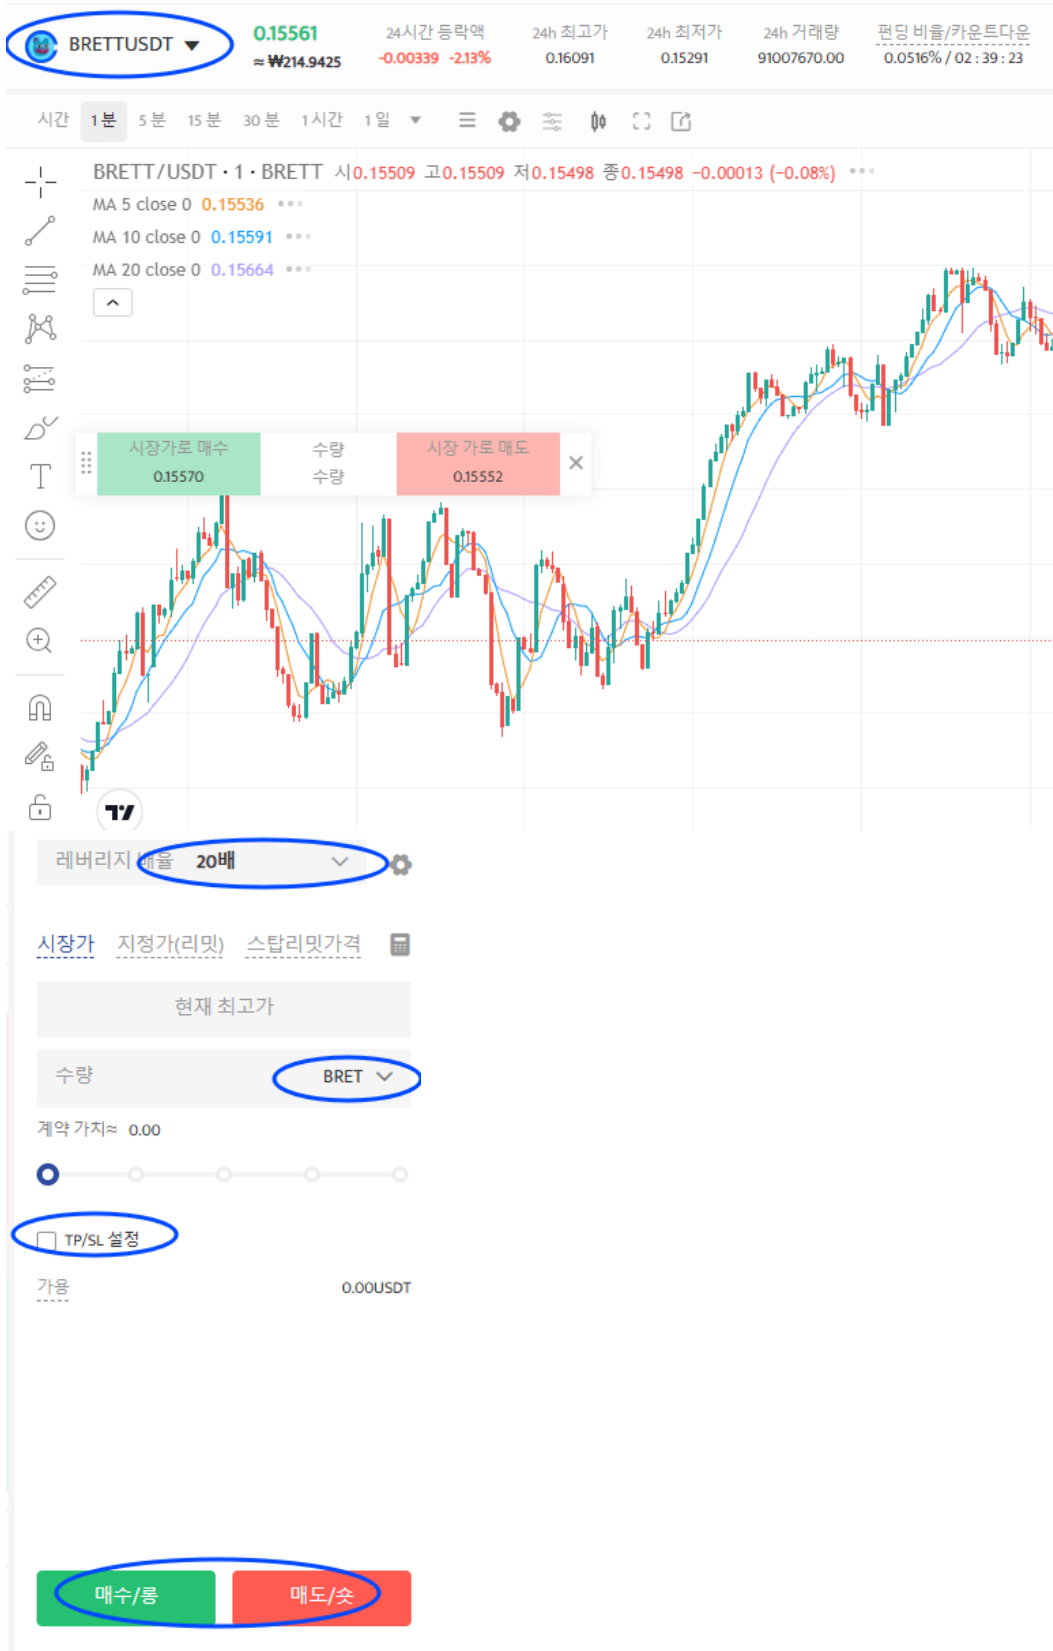 BRETTUSDT
0.15561
≈ ₩214.9425
24시간 등락액
-0.00339 -2.13%
24h 최고가
0.16091
24h 최저가
0.15291
24h 거래량
91007670.00
펀딩 비율/카운트다운
0.0516% / 02 : 39 : 23
시간 1분 5분 15분 30분 1시간 1일
BRETT/USDT · 1 · BRETT 시0.15509 고0.15509 저0.15498 종0.15498 −0.00013 (−0.08%)
MA 5 close 0 0.15536
MA 10 close 0 0.15591
MA 20 close 0 0.15664
시장가로 매수
0.15570
수량
수량
시장 가로 매도
0.15552
레버리지 배율 20배
시장가 지정가(리밋) 스탑리밋가격
현재 최고가
수량 BRET
계약 가치≈ 0.00
TP/SL 설정
가용 0.00USDT
매수/롱 매도/숏